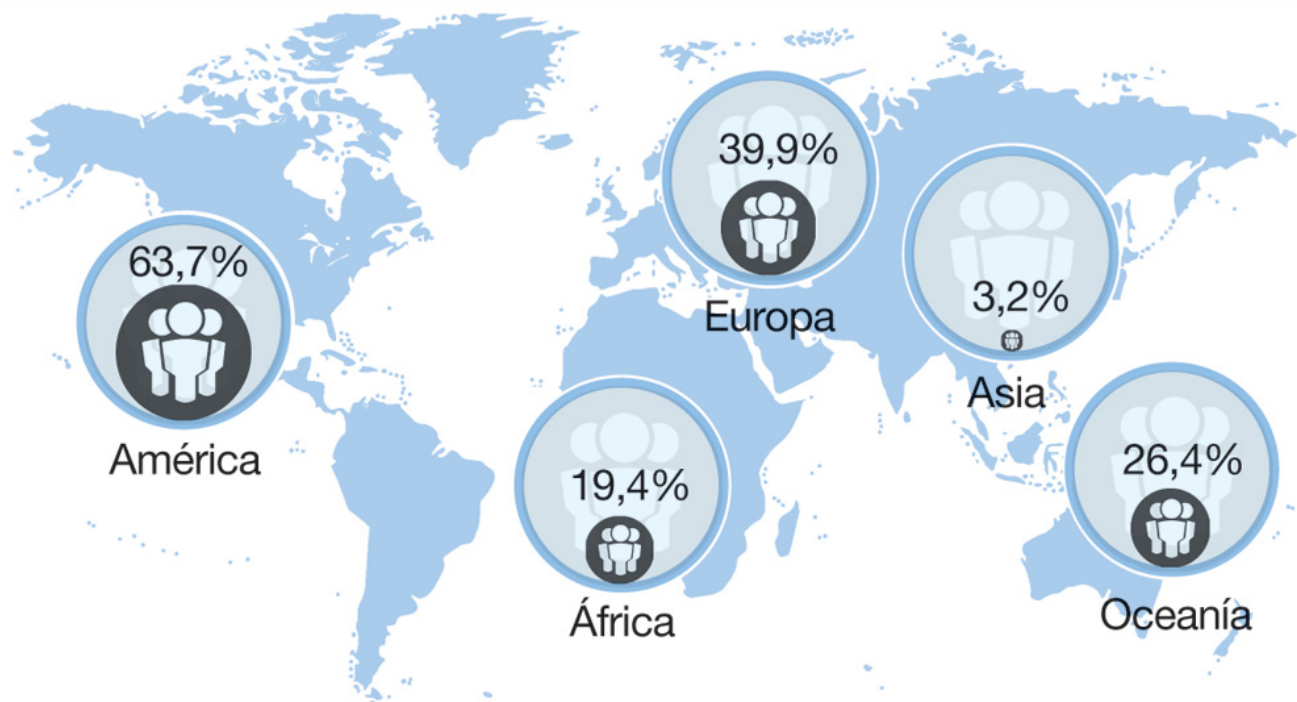 39,9%
Europa
3,2%
Asia
63,7%
América
19,4%
África
26,4%
Oceanía